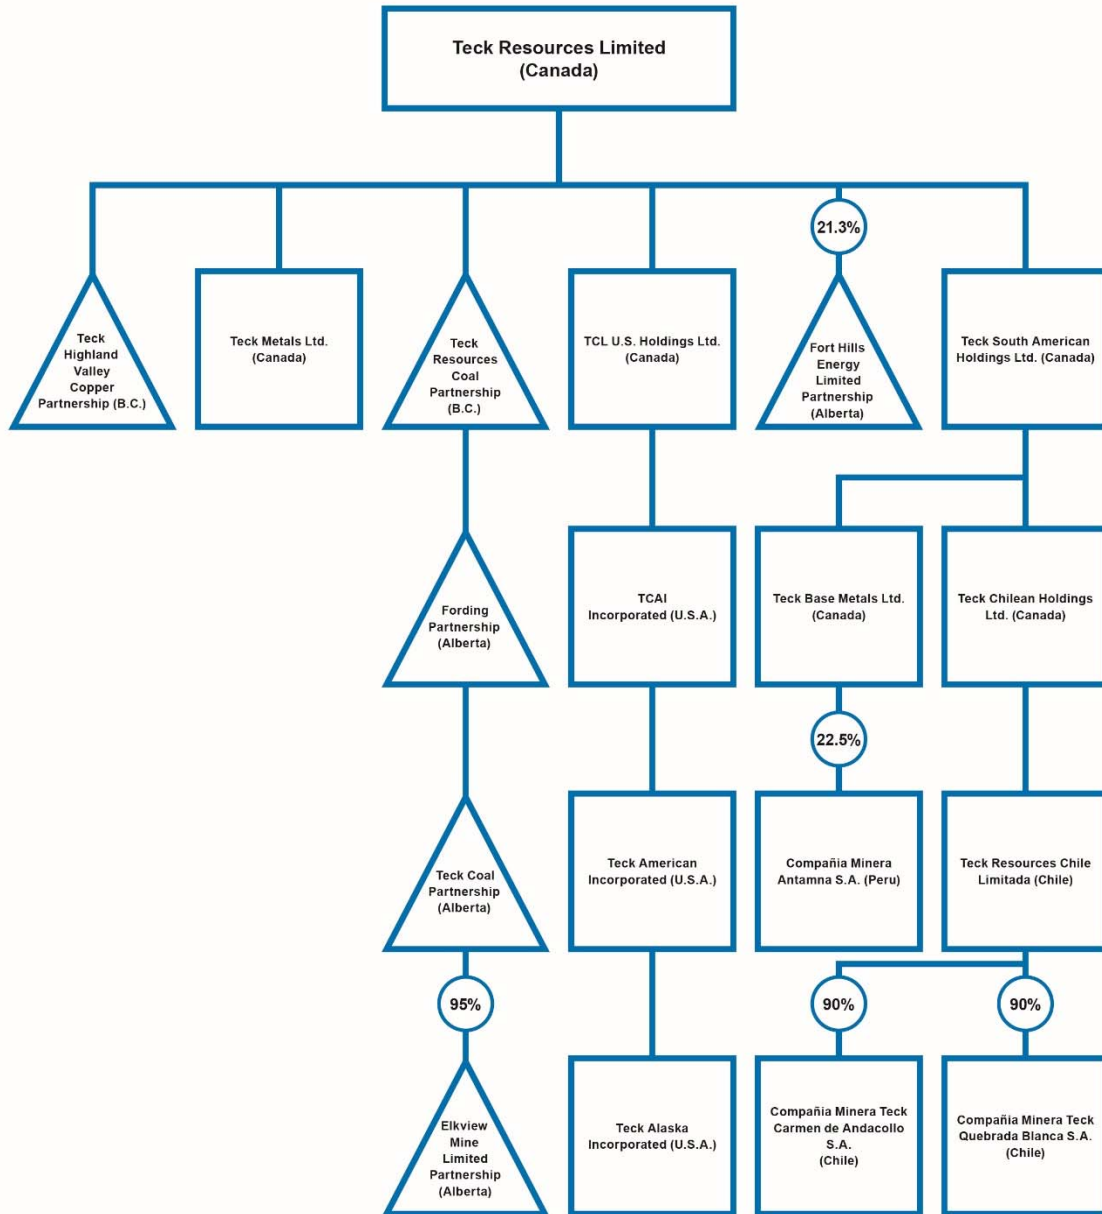 Teck Resources Limited
(Canada)
21.3%
Teck
Highland
Valley
Copper
Partnership (B.C.)
Teck Metals Ltd.
(Canada)
Teck
Resources
Coal
Partnership
(B.C.)
TCL U.S. Holdings Ltd.
(Canada)
Fort Hills
Energy
Limited
Partnership
(Alberta)
Teck South American
Holdings Ltd. (Canada)
Fording
Partnership
(Alberta)
TCAI
Incorporated (U.S.A.)
Teck Base Metals Ltd.
(Canada)
Teck Chilean Holdings
Ltd. (Canada)
22.5%
Teck Coal
Partnership
(Alberta)
Teck American
Incorporated (U.S.A.)
Compañia Minera
Antamna S.A. (Peru)
Teck Resources Chile
Limitada (Chile)
95%
90%
90%
Elkview
Mine
Limited
Partnership
(Alberta)
Teck Alaska
Incorporated (U.S.A.)
Compañia Minera Teck
Carmen de Andacollo
S.A.
(Chile)
Compañia Minera Teck
Quebrada Blanca S.A.
(Chile)